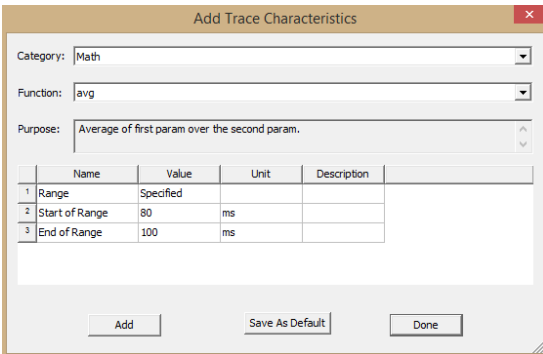 Add Trace Characteristics
Category: Math
Function: avg
Purpose: Average of first param over the second param.
Name Value Unit Description
1 Range Specified
2 Start of Range 80 ms
3 End of Range 100 ms
Add Save As Default Done